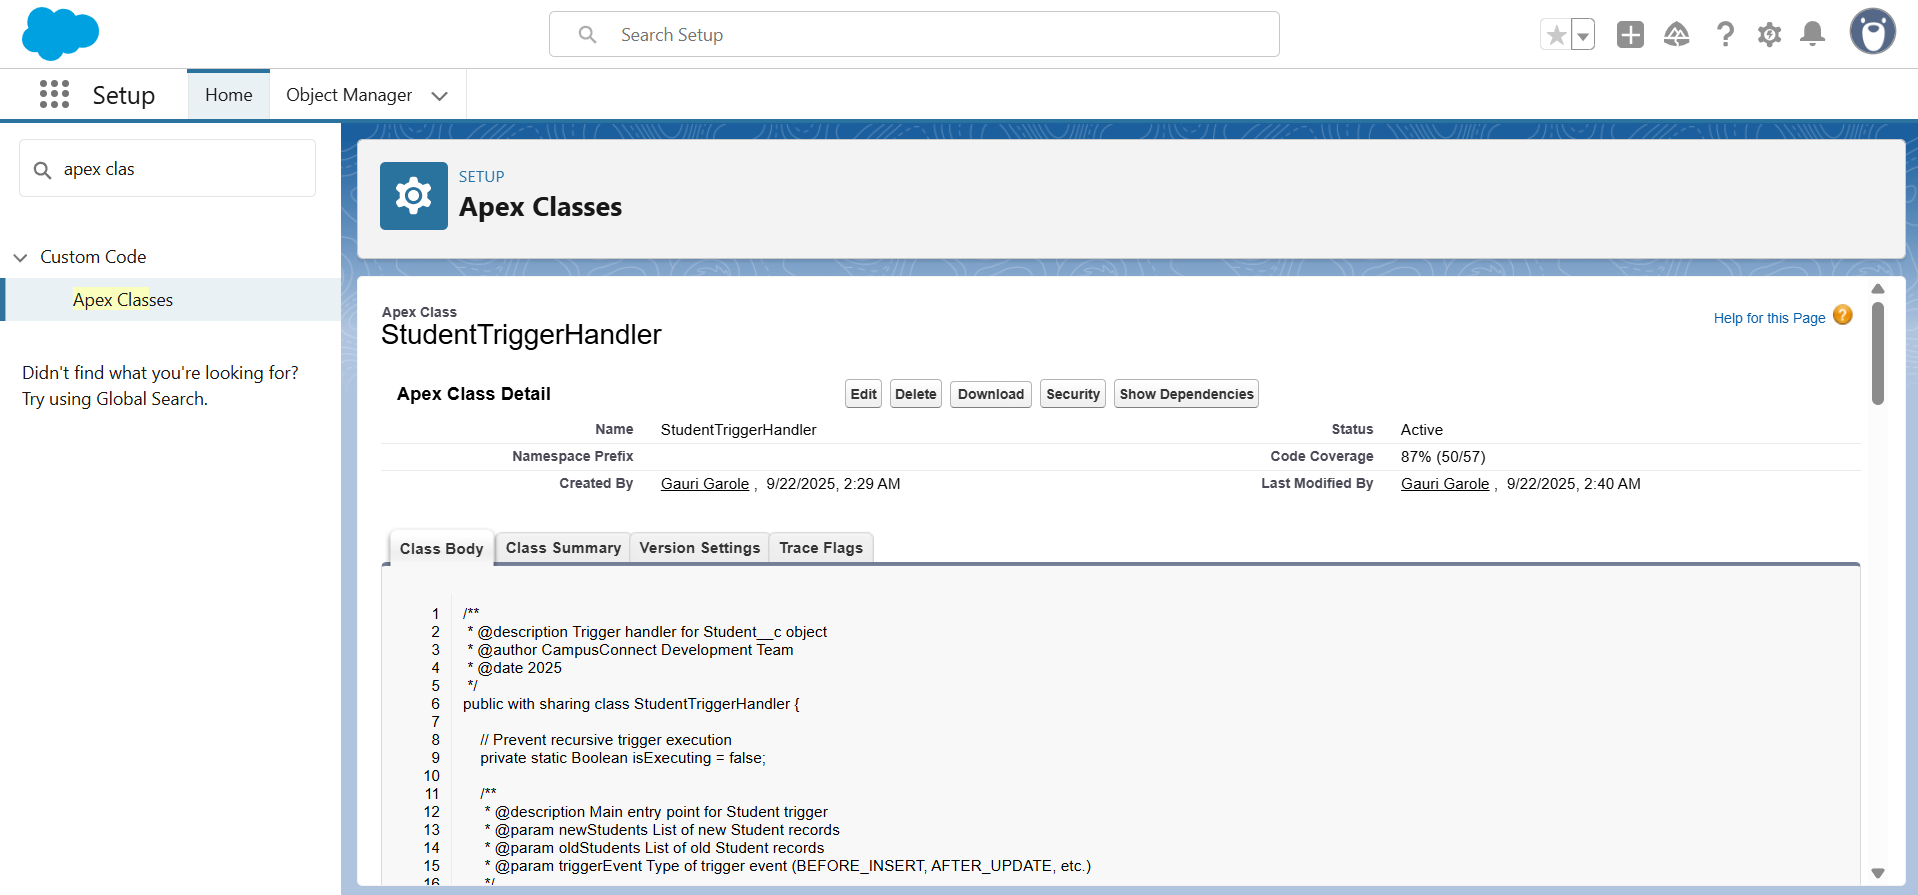 Search Setup
Setup
Home
Object Manager
apex clas
Custom Code
Apex Classes
Didn't find what you're looking for?
Try using Global Search.
SETUP
Apex Classes
Apex Class
StudentTriggerHandler
Help for this Page
Apex Class Detail
Edit Delete Download Security Show Dependencies
Name StudentTriggerHandler Status Active
Namespace Prefix Code Coverage 87% (50/57)
Created By Gauri Garole , 9/22/2025, 2:29 AM Last Modified By Gauri Garole , 9/22/2025, 2:40 AM
Class Body Class Summary Version Settings Trace Flags
1 /**
2 * @description Trigger handler for Student__c object
3 * @author CampusConnect Development Team
4 * @date 2025
5 */
6 public with sharing class StudentTriggerHandler {
7
8 // Prevent recursive trigger execution
9 private static Boolean isExecuting = false;
10
11 /**
12 * @description Main entry point for Student trigger
13 * @param newStudents List of new Student records
14 * @param oldStudents List of old Student records
15 * @param triggerEvent Type of trigger event (BEFORE_INSERT, AFTER_UPDATE, etc.)
16 */